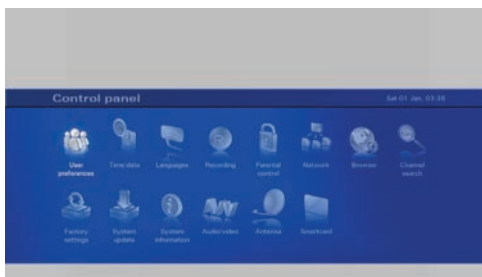 Control panel
Sat 01 Jan, 03:38
User preferences
Time/date
Languages
Recording
Parental control
Network
Browser
Channel search
Factory settings
System update
System information
Audio/video
Antenna
Smartcard